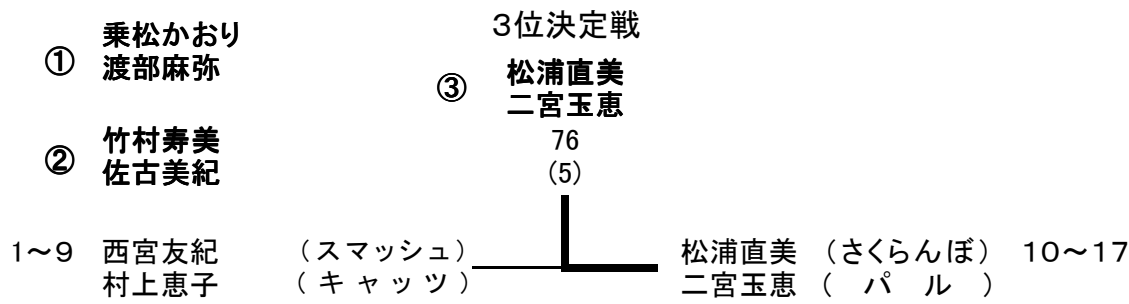 ① 乗松かおり
渡部麻弥
② 竹村寿美
佐古美紀
3位決定戦
③ 松浦直美
二宮玉恵
76
(5)
1～9 西宮友紀 (スマッシュ) 松浦直美 (さくらんぼ) 10～17
村上恵子 (キャッツ) 二宮玉恵 (パル)